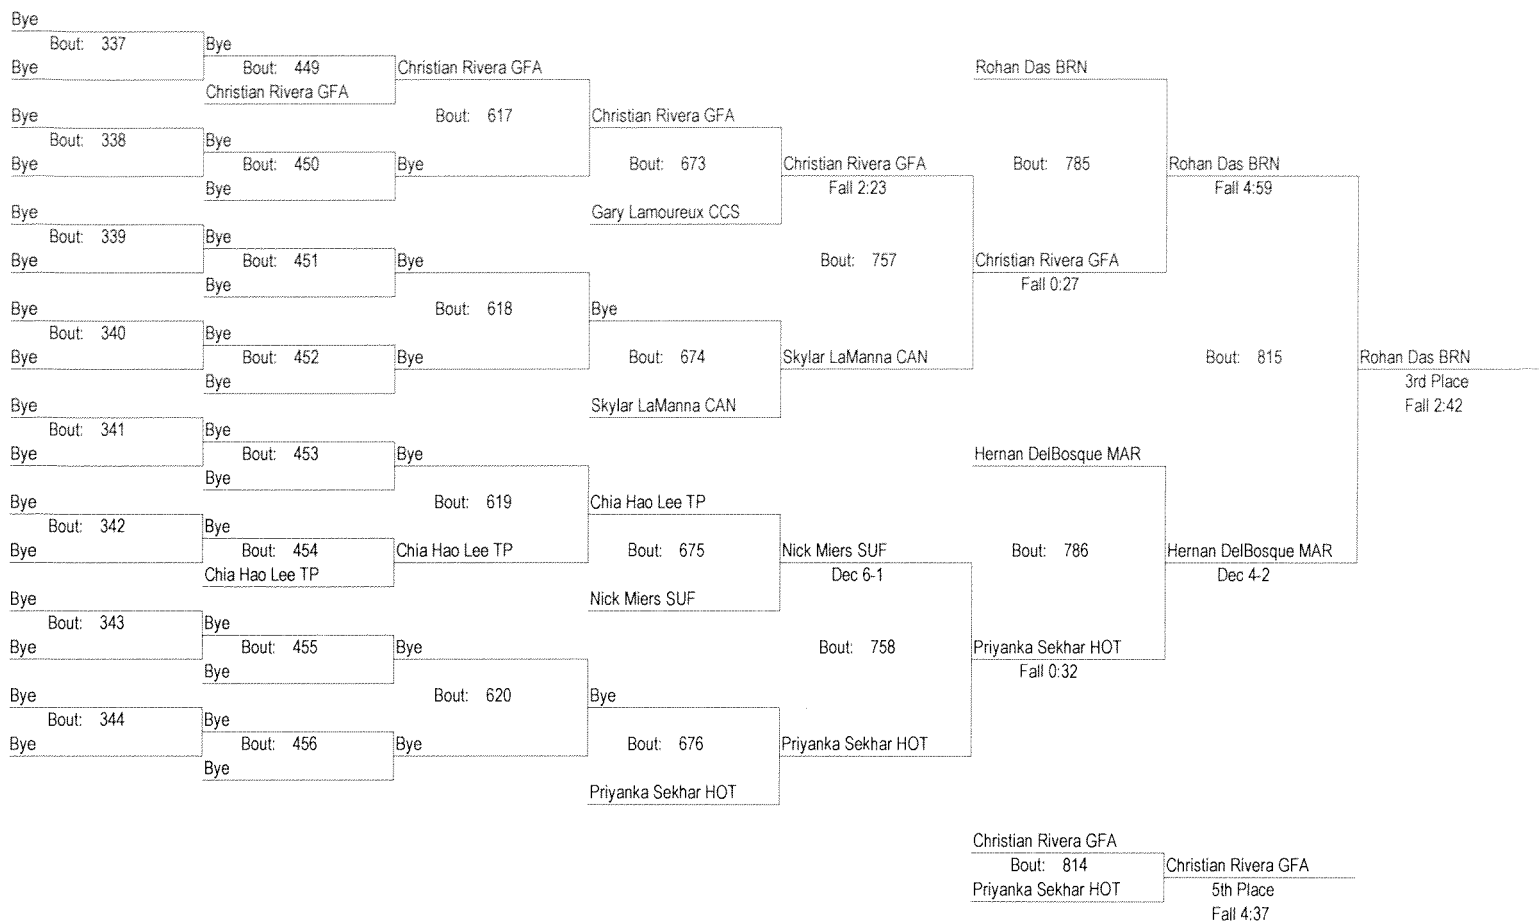 Bye
Bout: 337
Bye
Bye
Bout: 449
Christian Rivera GFA
Christian Rivera GFA
Rohan Das BRN
Bye
Bout: 617
Christian Rivera GFA
Bout: 338
Bye
Bye
Bout: 450
Bye
Bye
Bout: 673
Christian Rivera GFA
Fall 2:23
Bout: 785
Rohan Das BRN
Fall 4:59
Bye
Gary Lamoureux CCS
Bout: 339
Bye
Bye
Bout: 451
Bye
Bye
Bout: 757
Christian Rivera GFA
Fall 0:27
Bye
Bout: 618
Bye
Bout: 340
Bye
Bye
Bout: 452
Bye
Bye
Bout: 674
Skylar LaManna CAN
Bout: 815
Rohan Das BRN
3rd Place
Fall 2:42
Bye
Skylar LaManna CAN
Bout: 341
Bye
Bye
Bout: 453
Bye
Bye
Hernan DelBosque MAR
Bye
Bout: 619
Chia Hao Lee TP
Bout: 342
Bye
Bye
Bout: 454
Chia Hao Lee TP
Chia Hao Lee TP
Bout: 675
Nick Miers SUF
Dec 6-1
Bout: 786
Hernan DelBosque MAR
Dec 4-2
Bye
Nick Miers SUF
Bout: 343
Bye
Bye
Bout: 455
Bye
Bye
Bout: 758
Priyanka Sekhar HOT
Fall 0:32
Bye
Bout: 620
Bye
Bout: 344
Bye
Bye
Bout: 456
Bye
Bye
Bout: 676
Priyanka Sekhar HOT
Priyanka Sekhar HOT
Christian Rivera GFA
Bout: 814
Priyanka Sekhar HOT
Christian Rivera GFA
5th Place
Fall 4:37